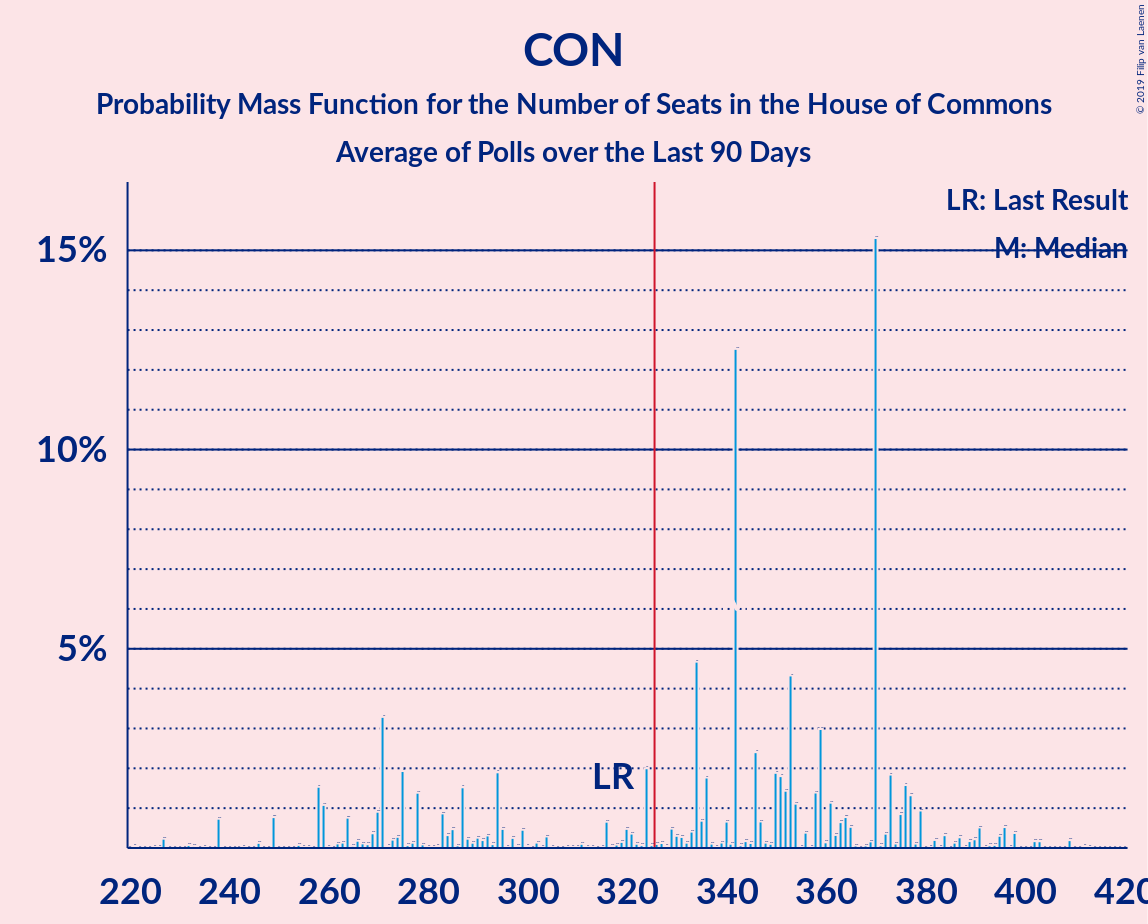 CON
Probability Mass Function for the Number of Seats in the House of Commons
Average of Polls over the Last 90 Days
© 2019 Filip van Laenen
LR: Last Result
M: Median
15%
10%
5%
LR
220 240 260 280 300 320 340 360 380 400 420